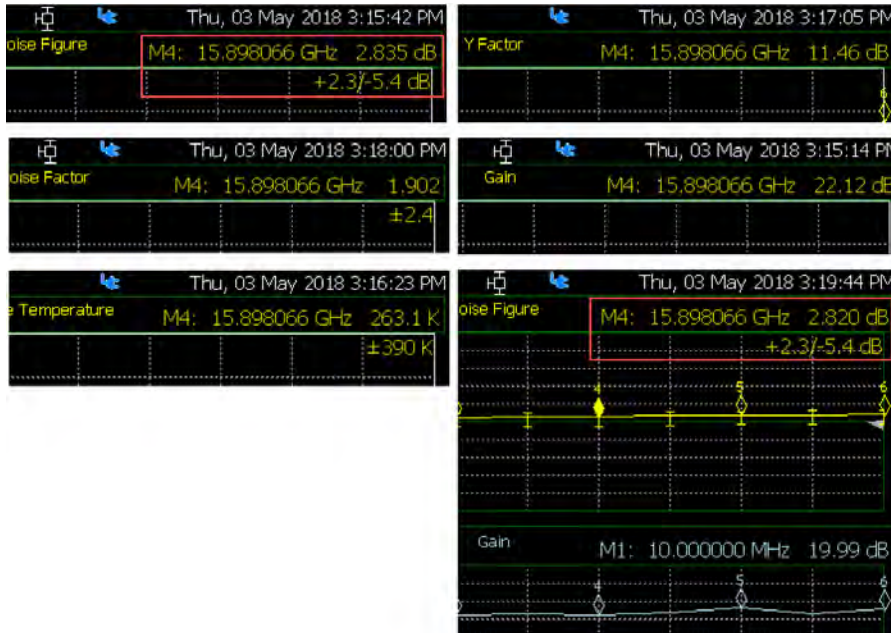 Thu, 03 May 2018 3:15:42 PM
oise Figure
M4: 15.898066 GHz 2.835 dB
+2.3/-5.4 dB
Thu, 03 May 2018 3:17:05 PM
Y Factor
M4: 15.898066 GHz 11.46 dB
6
Thu, 03 May 2018 3:18:00 PM
oise Factor
M4: 15.898066 GHz 1.902
±2.4
Thu, 03 May 2018 3:15:14 PM
Gain
M4: 15.898066 GHz 22.12 dB
Thu, 03 May 2018 3:16:23 PM
e Temperature
M4: 15.898066 GHz 263.1 K
±390 K
Thu, 03 May 2018 3:19:44 PM
oise Figure
M4: 15.898066 GHz 2.820 dB
+2.3/-5.4 dB
4 5 6
Gain
M1: 10.000000 MHz 19.99 dB
4 5 6